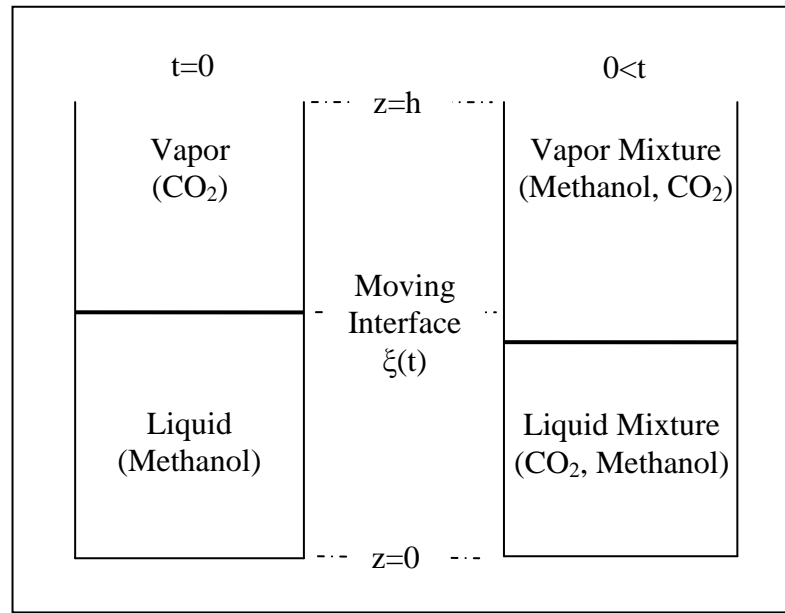 t=0
0<t
z=h
Vapor
(CO₂)
Vapor Mixture
(Methanol, CO₂)
Moving
Interface
ξ(t)
Liquid
(Methanol)
Liquid Mixture
(CO₂, Methanol)
z=0